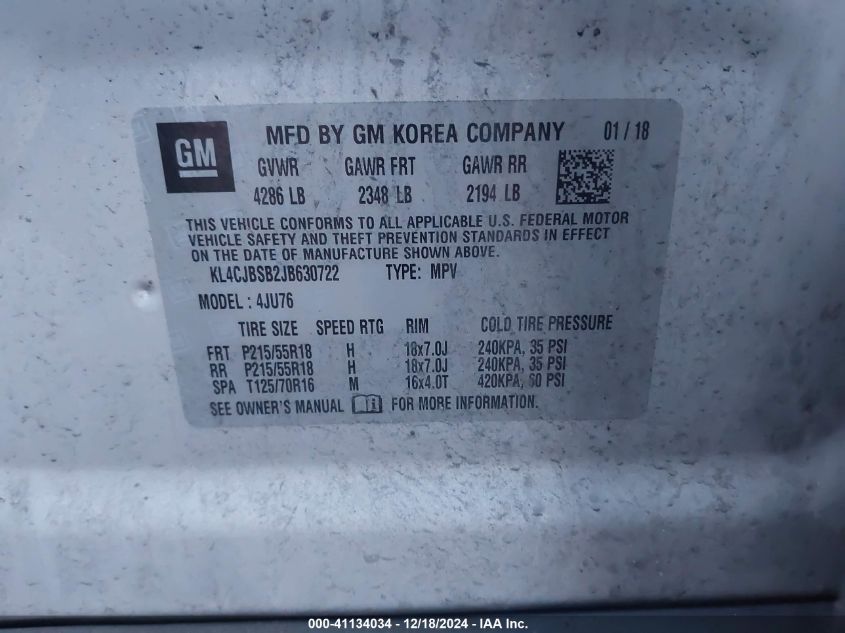 GM
MFD BY GM KOREA COMPANY 01 / 18
GVWR GAWR FRT GAWR RR
4286 LB 2348 LB 2194 LB
THIS VEHICLE CONFORMS TO ALL APPLICABLE U.S. FEDERAL MOTOR
VEHICLE SAFETY AND THEFT PREVENTION STANDARDS IN EFFECT
ON THE DATE OF MANUFACTURE SHOWN ABOVE.
KL4CJBSB2JB630722 TYPE: MPV
MODEL : 4JU76
TIRE SIZE SPEED RTG RIM COLD TIRE PRESSURE
FRT P215/55R18 H 18x7.0J 240KPA, 35 PSI
RR P215/55R18 H 18x7.0J 240KPA, 35 PSI
SPA T125/70R16 M 16x4.0T 420KPA, 60 PSI
SEE OWNER'S MANUAL FOR MORE INFORMATION.
000-41134034 - 12/18/2024 - IAA Inc.